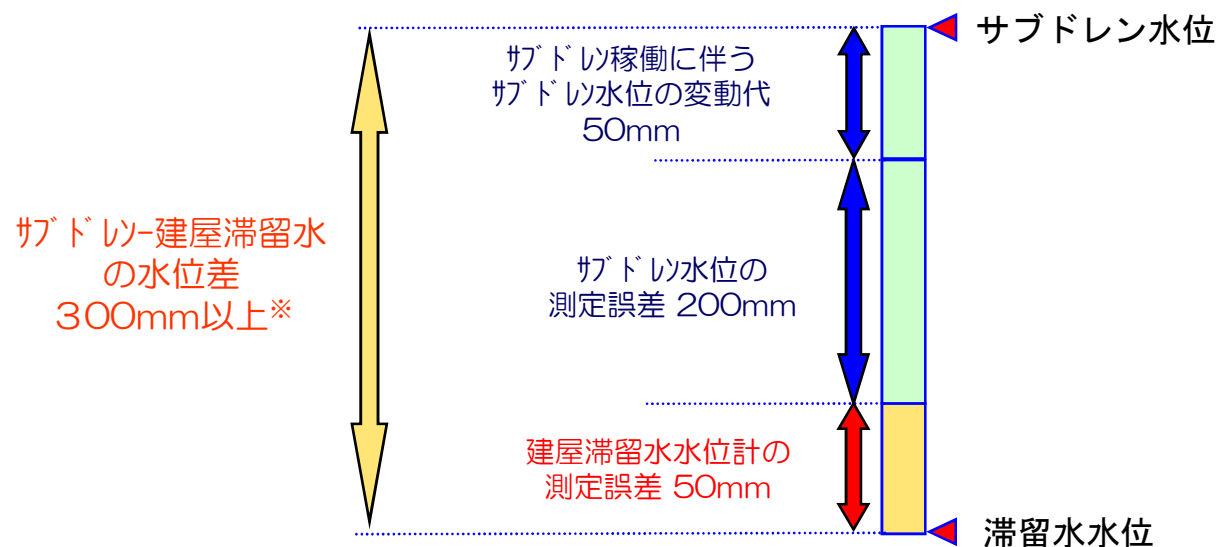 サブドレン水位
ｻﾌﾞﾄﾞﾚﾝ稼働に伴う
ｻﾌﾞﾄﾞﾚﾝ水位の変動代
50mm
ｻﾌﾞﾄﾞﾚﾝｰ建屋滞留水
の水位差
３００mm以上※
ｻﾌﾞﾄﾞﾚﾝ水位の
測定誤差 200mm
建屋滞留水水位計の
測定誤差 50mm
滞留水水位